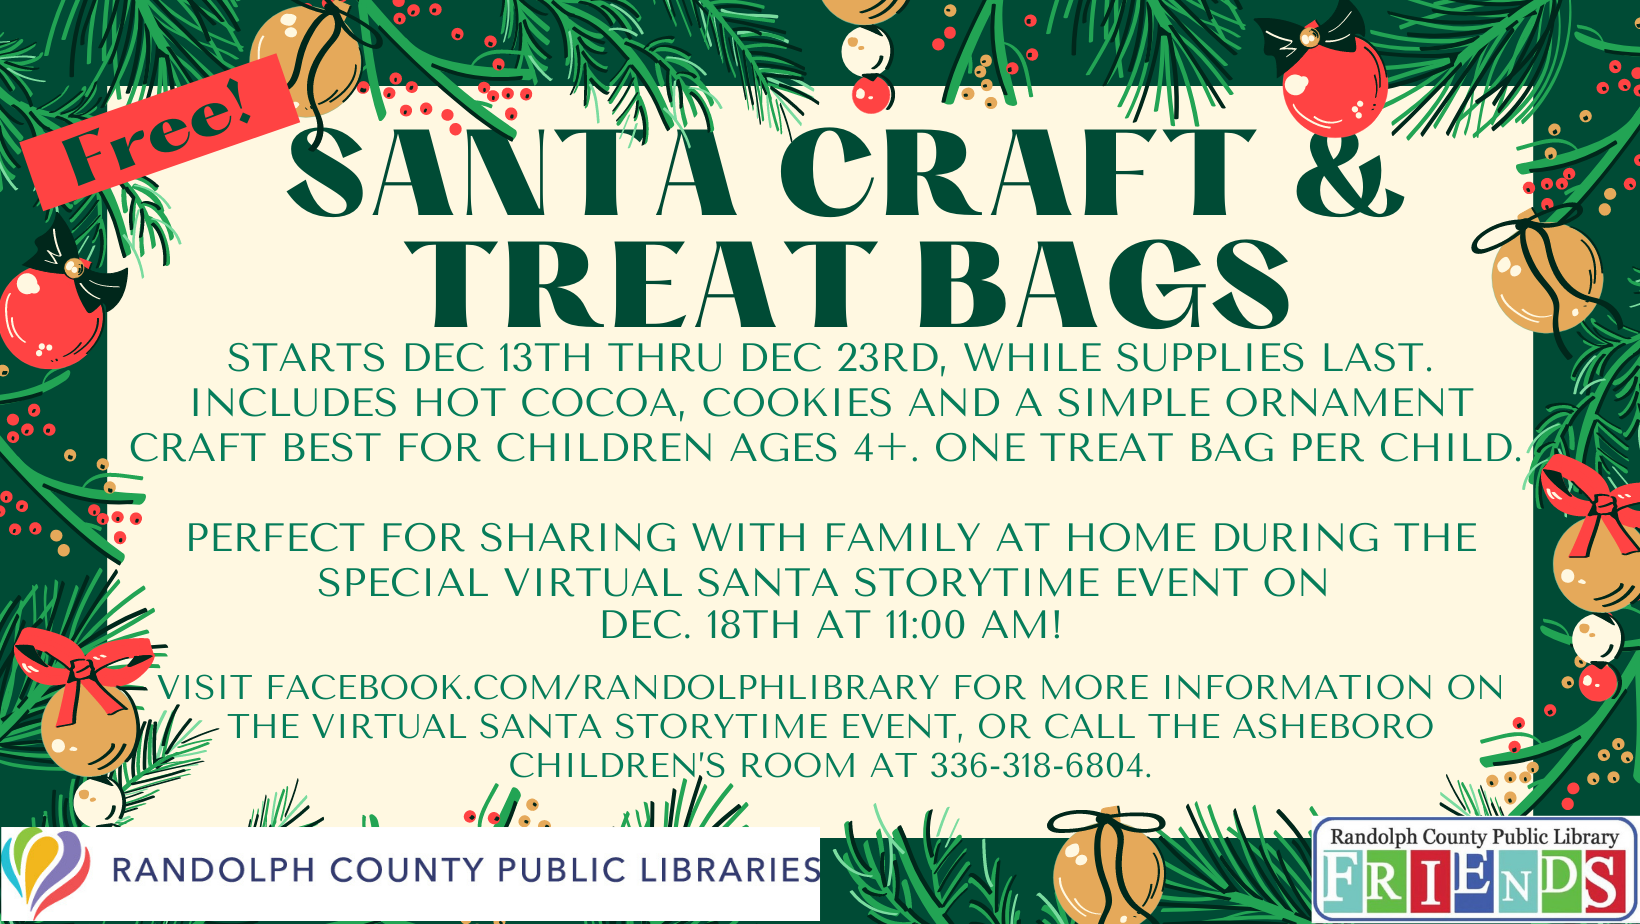 Free!
SANTA CRAFT &
TREAT BAGS
STARTS DEC 13TH THRU DEC 23RD, WHILE SUPPLIES LAST.
INCLUDES HOT COCOA, COOKIES AND A SIMPLE ORNAMENT
CRAFT BEST FOR CHILDREN AGES 4+. ONE TREAT BAG PER CHILD.
PERFECT FOR SHARING WITH FAMILY AT HOME DURING THE
SPECIAL VIRTUAL SANTA STORYTIME EVENT ON
DEC. 18TH AT 11:00 AM!
VISIT FACEBOOK.COM/RANDOLPHLIBRARY FOR MORE INFORMATION ON
THE VIRTUAL SANTA STORYTIME EVENT, OR CALL THE ASHEBORO
CHILDREN'S ROOM AT 336-318-6804.
RANDOLPH COUNTY PUBLIC LIBRARIES
Randolph County Public Library
FRIENDS